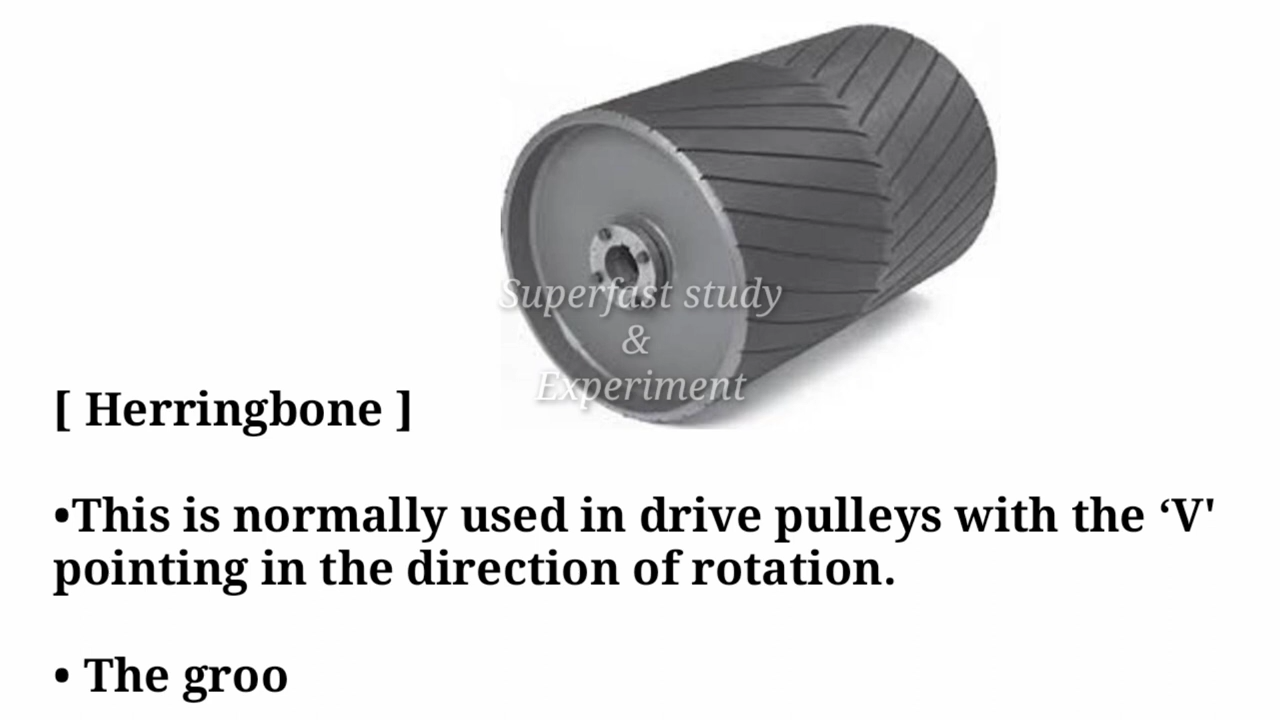 Superfast study
&
Experiment
[ Herringbone ]
•This is normally used in drive pulleys with the ‘V'
pointing in the direction of rotation.
• The groo